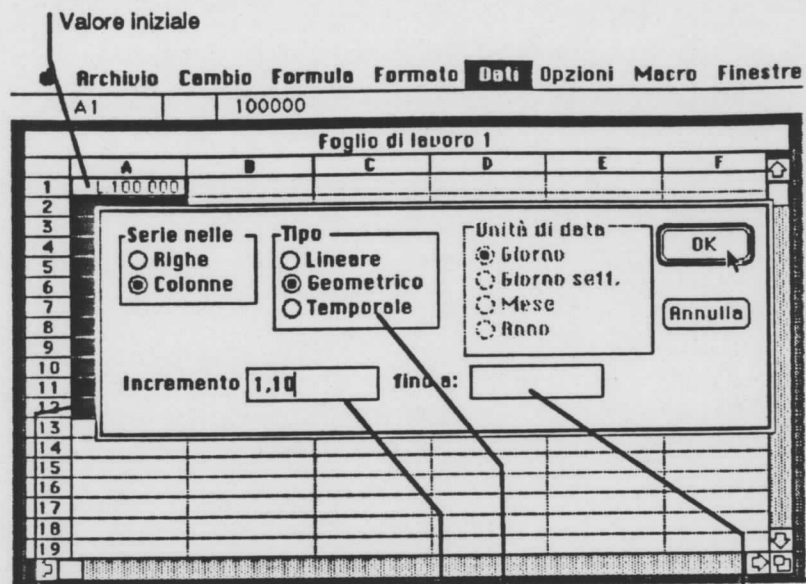 Valore iniziale
Archivio Cambio Formula Formato Dati Opzioni Macro Finestre
A1 100000
Foglio di lavoro 1
A B C D E F
1 L.100.000
2
3
4
5
6
7
8
9
10
11
12
13
14
15
16
17
18
19
Serie nelle
Righe
Colonne
Tipo
Lineare
Geometrico
Temporale
Unità di data
Giorno
Giorno sett.
Mese
Anno
OK
Annulla
Incremento 1,10 fino a: